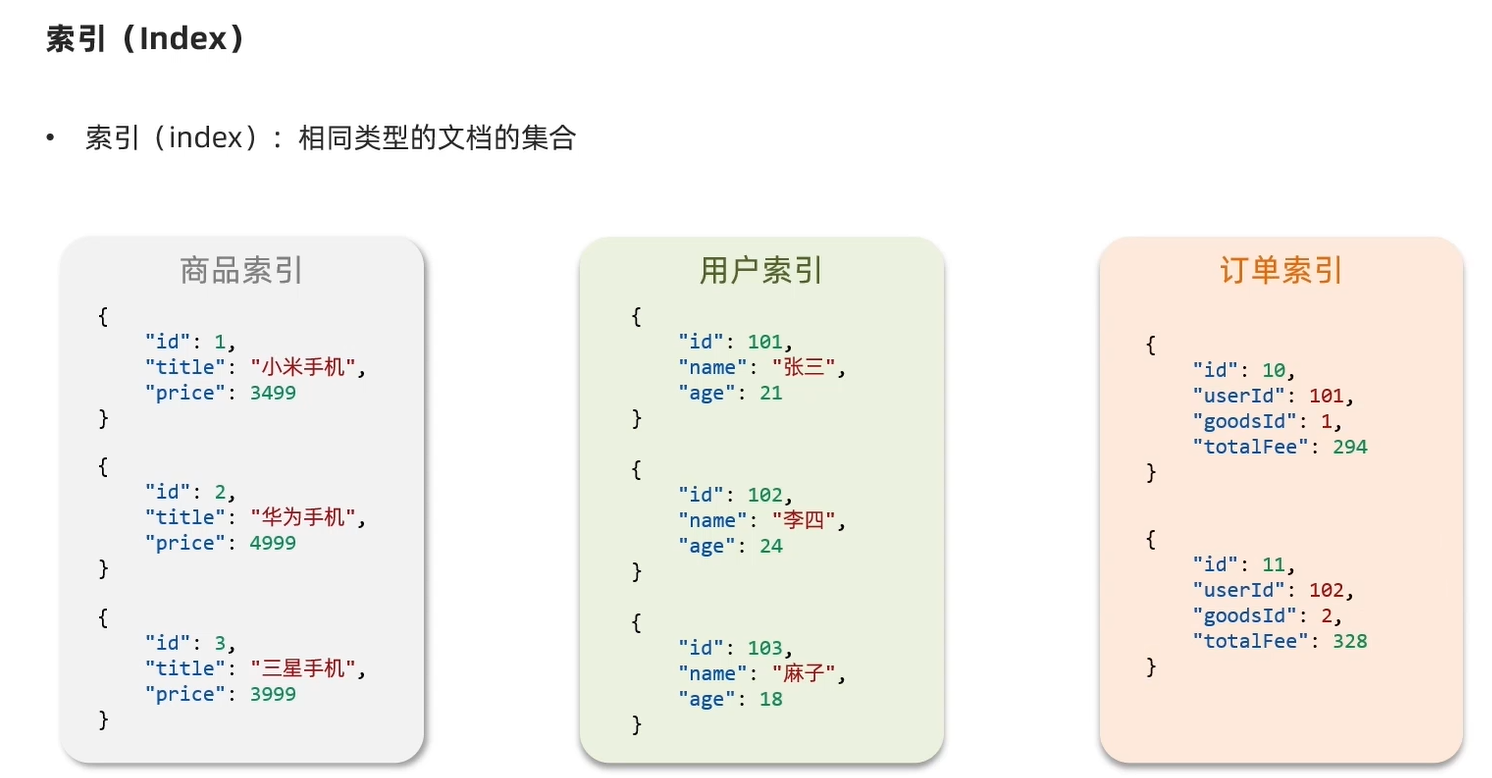 索引（Index）
• 索引（index）：相同类型的文档的集合
商品索引
{
"id": 1,
"title": "小米手机",
"price": 3499
}
{
"id": 2,
"title": "华为手机",
"price": 4999
}
{
"id": 3,
"title": "三星手机",
"price": 3999
}
用户索引
{
"id": 101,
"name": "张三",
"age": 21
}
{
"id": 102,
"name": "李四",
"age": 24
}
{
"id": 103,
"name": "麻子",
"age": 18
}
订单索引
{
"id": 10,
"userId": 101,
"goodsId": 1,
"totalFee": 294
}
{
"id": 11,
"userId": 102,
"goodsId": 2,
"totalFee": 328
}